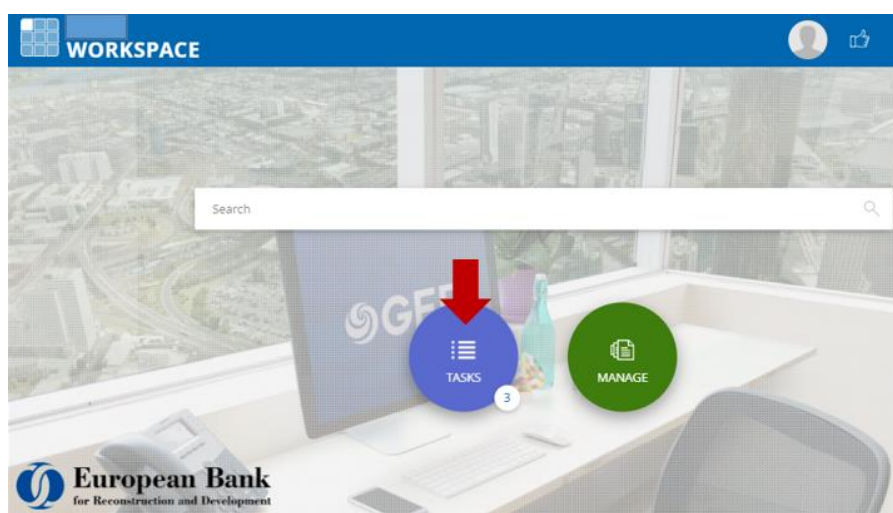 WORKSPACE
Search
TASKS
3
MANAGE
European Bank
for Reconstruction and Development